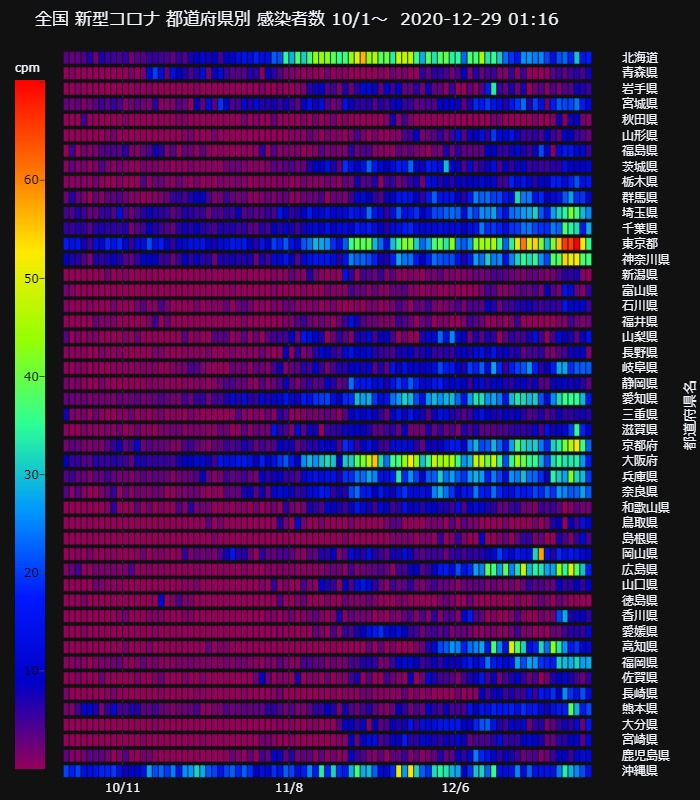 全国 新型コロナ 都道府県別 感染者数 10/1～ 2020-12-29 01:16
cpm
60
50
40
30
20
10
北海道
青森県
岩手県
宮城県
秋田県
山形県
福島県
茨城県
栃木県
群馬県
埼玉県
千葉県
東京都
神奈川県
新潟県
富山県
石川県
福井県
山梨県
長野県
岐阜県
静岡県
愛知県
三重県
滋賀県
京都府
大阪府
兵庫県
奈良県
和歌山県
鳥取県
島根県
岡山県
広島県
山口県
徳島県
香川県
愛媛県
高知県
福岡県
佐賀県
長崎県
熊本県
大分県
宮崎県
鹿児島県
沖縄県
都道府県名
10/11
11/8
12/6